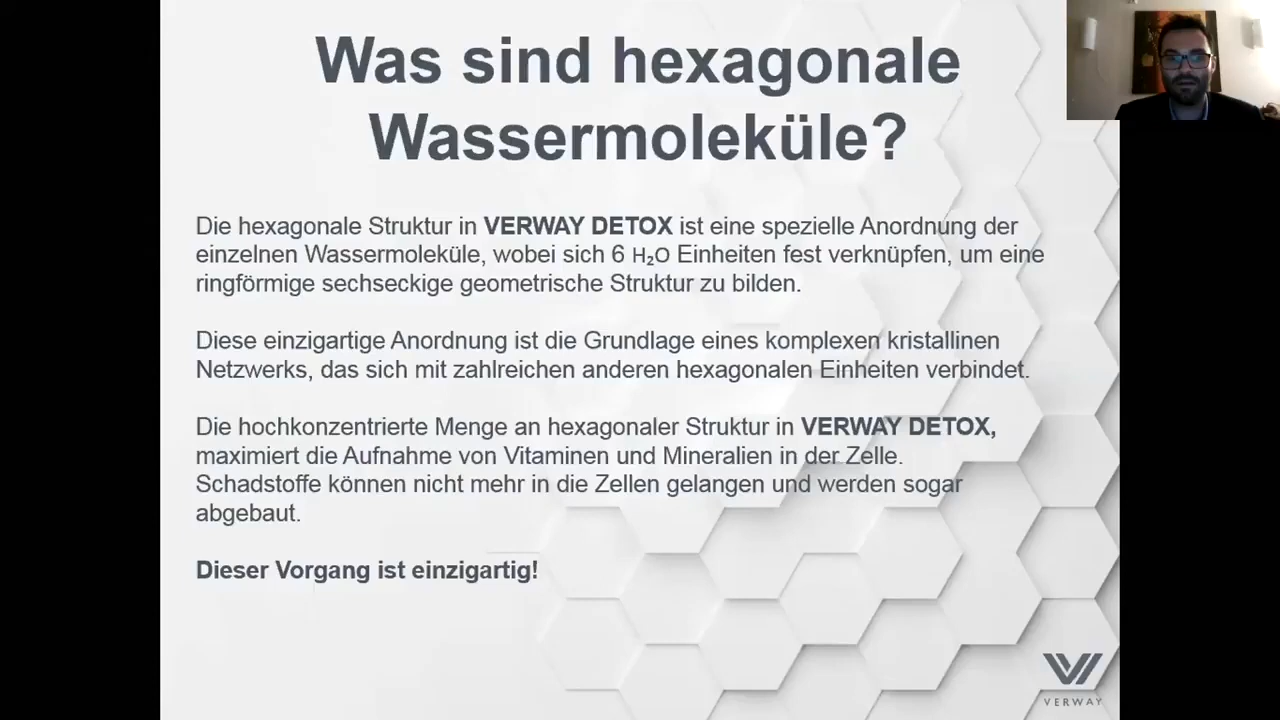 Was sind hexagonale
Wassermoleküle?
Die hexagonale Struktur in VERWAY DETOX ist eine spezielle Anordnung der
einzelnen Wassermoleküle, wobei sich 6 H₂O Einheiten fest verknüpfen, um eine
ringförmige sechseckige geometrische Struktur zu bilden.
Diese einzigartige Anordnung ist die Grundlage eines komplexen kristallinen
Netzwerks, das sich mit zahlreichen anderen hexagonalen Einheiten verbindet.
Die hochkonzentrierte Menge an hexagonaler Struktur in VERWAY DETOX,
maximiert die Aufnahme von Vitaminen und Mineralien in der Zelle.
Schadstoffe können nicht mehr in die Zellen gelangen und werden sogar
abgebaut.
Dieser Vorgang ist einzigartig!
VERWAY